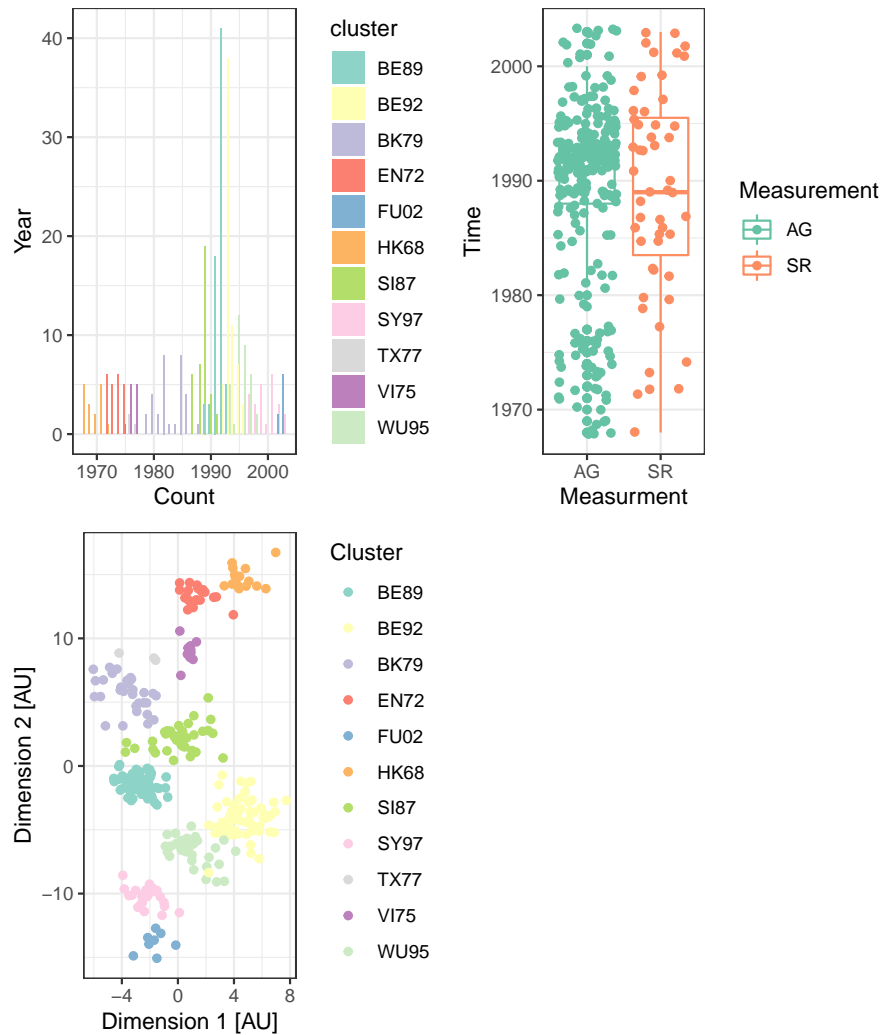 40
30
20
10
0
Year
1970
1980
1990
2000
Count
cluster
BE89
BE92
BK79
EN72
FU02
HK68
SI87
SY97
TX77
VI75
WU95
2000
1990
1980
1970
Time
AG
SR
Measurment
Measurement
AG
SR
10
0
−10
Dimension 2 [AU]
−4
0
4
8
Dimension 1 [AU]
Cluster
BE89
BE92
BK79
EN72
FU02
HK68
SI87
SY97
TX77
VI75
WU95